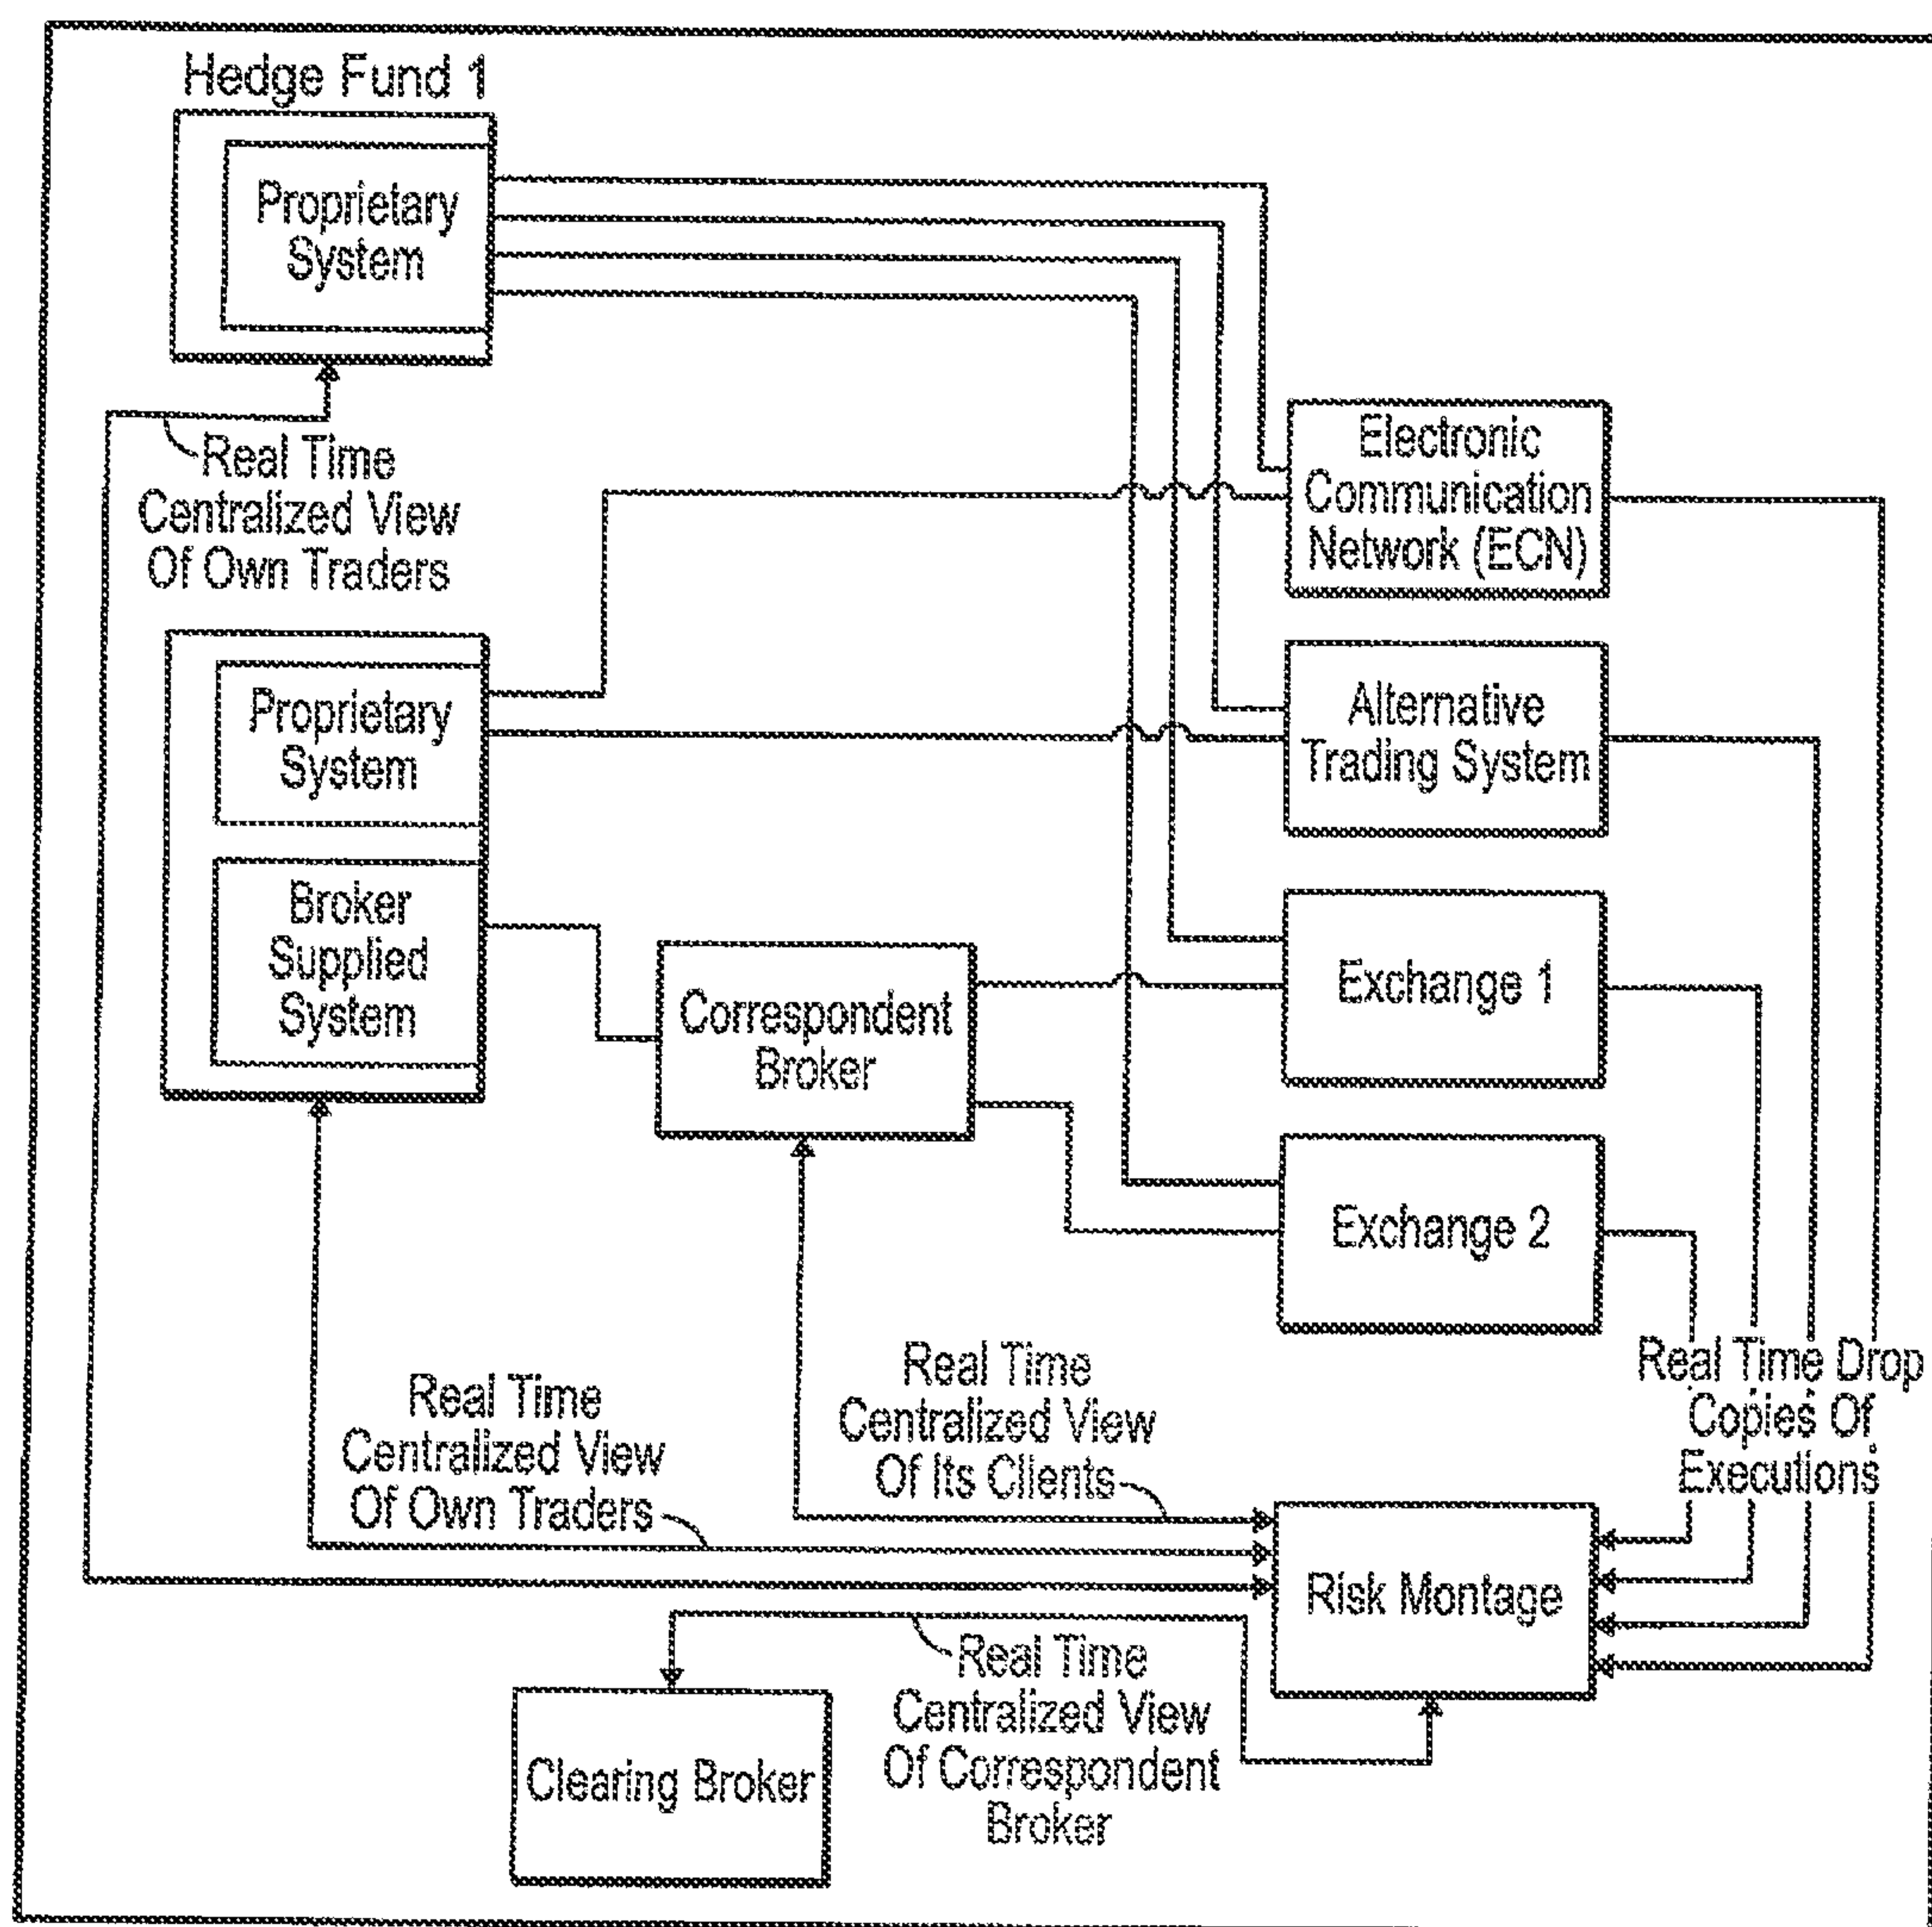 Hedge Fund 1
Proprietary
System
Real Time
Centralized View
Of Own Traders
Electronic
Communication
Network (ECN)
Proprietary
System
Alternative
Trading System
Broker
Supplied
System
Correspondent
Broker
Exchange 1
Exchange 2
Real Time Drop
Copies Of
Executions
Real Time
Centralized View
Of Its Clients
Real Time
Centralized View
Of Own Traders
Risk Montage
Real Time
Centralized View
Of Correspondent
Broker
Clearing Broker